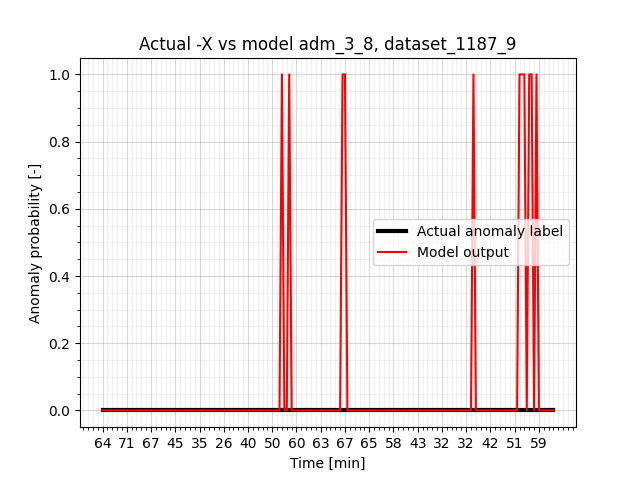 Actual -X vs model adm_3_8, dataset_1187_9
Anomaly probability [-]
1.0
0.8
0.6
0.4
0.2
0.0
Actual anomaly label
Model output
64 71 67 45 35 26 40 50 60 63 67 65 58 43 32 32 42 51 59
Time [min]